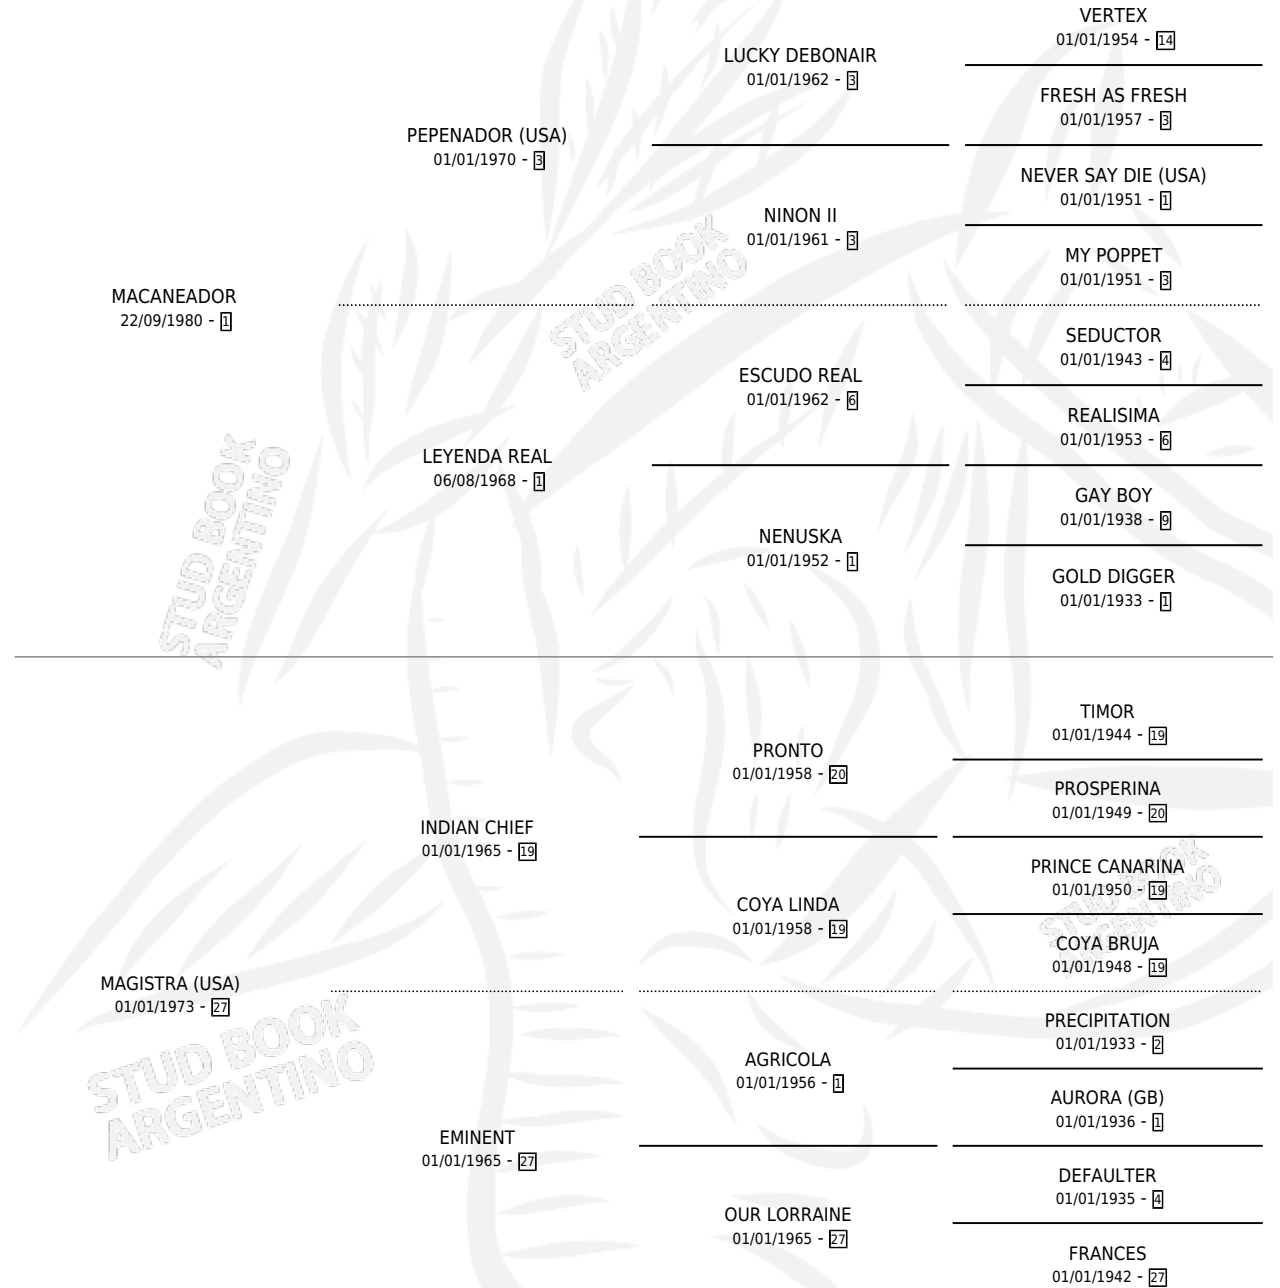 VERTEX
01/01/1954 - 14
LUCKY DEBONAIR
01/01/1962 - 3
FRESH AS FRESH
01/01/1957 - 3
PEPENADOR (USA)
01/01/1970 - 3
NEVER SAY DIE (USA)
01/01/1951 - 1
NINON II
01/01/1961 - 3
MY POPPET
01/01/1951 - 3
MACANEADOR
22/09/1980 - 1
STUD BOOK
ARGENTINO
SEDUCTOR
01/01/1943 - 4
ESCUDO REAL
01/01/1962 - 6
REALISIMA
01/01/1953 - 6
LEYENDA REAL
06/08/1968 - 1
GAY BOY
01/01/1938 - 9
NENUSKA
01/01/1952 - 1
GOLD DIGGER
01/01/1933 - 1
STUD BOOK
ARGENTINO
TIMOR
01/01/1944 - 19
PRONTO
01/01/1958 - 20
PROSPERINA
01/01/1949 - 20
INDIAN CHIEF
01/01/1965 - 19
PRINCE CANARINA
01/01/1950 - 19
COYA LINDA
01/01/1958 - 19
STUD BOOK
ARGENTINO
COYA BRUJA
01/01/1948 - 19
MAGISTRA (USA)
01/01/1973 - 27
PRECIPITATION
01/01/1933 - 2
AGRICOLA
01/01/1956 - 1
AURORA (GB)
01/01/1936 - 1
STUD BOOK
ARGENTINO
EMINENT
01/01/1965 - 27
DEFAULTER
01/01/1935 - 4
OUR LORRAINE
01/01/1965 - 27
FRANCES
01/01/1942 - 27